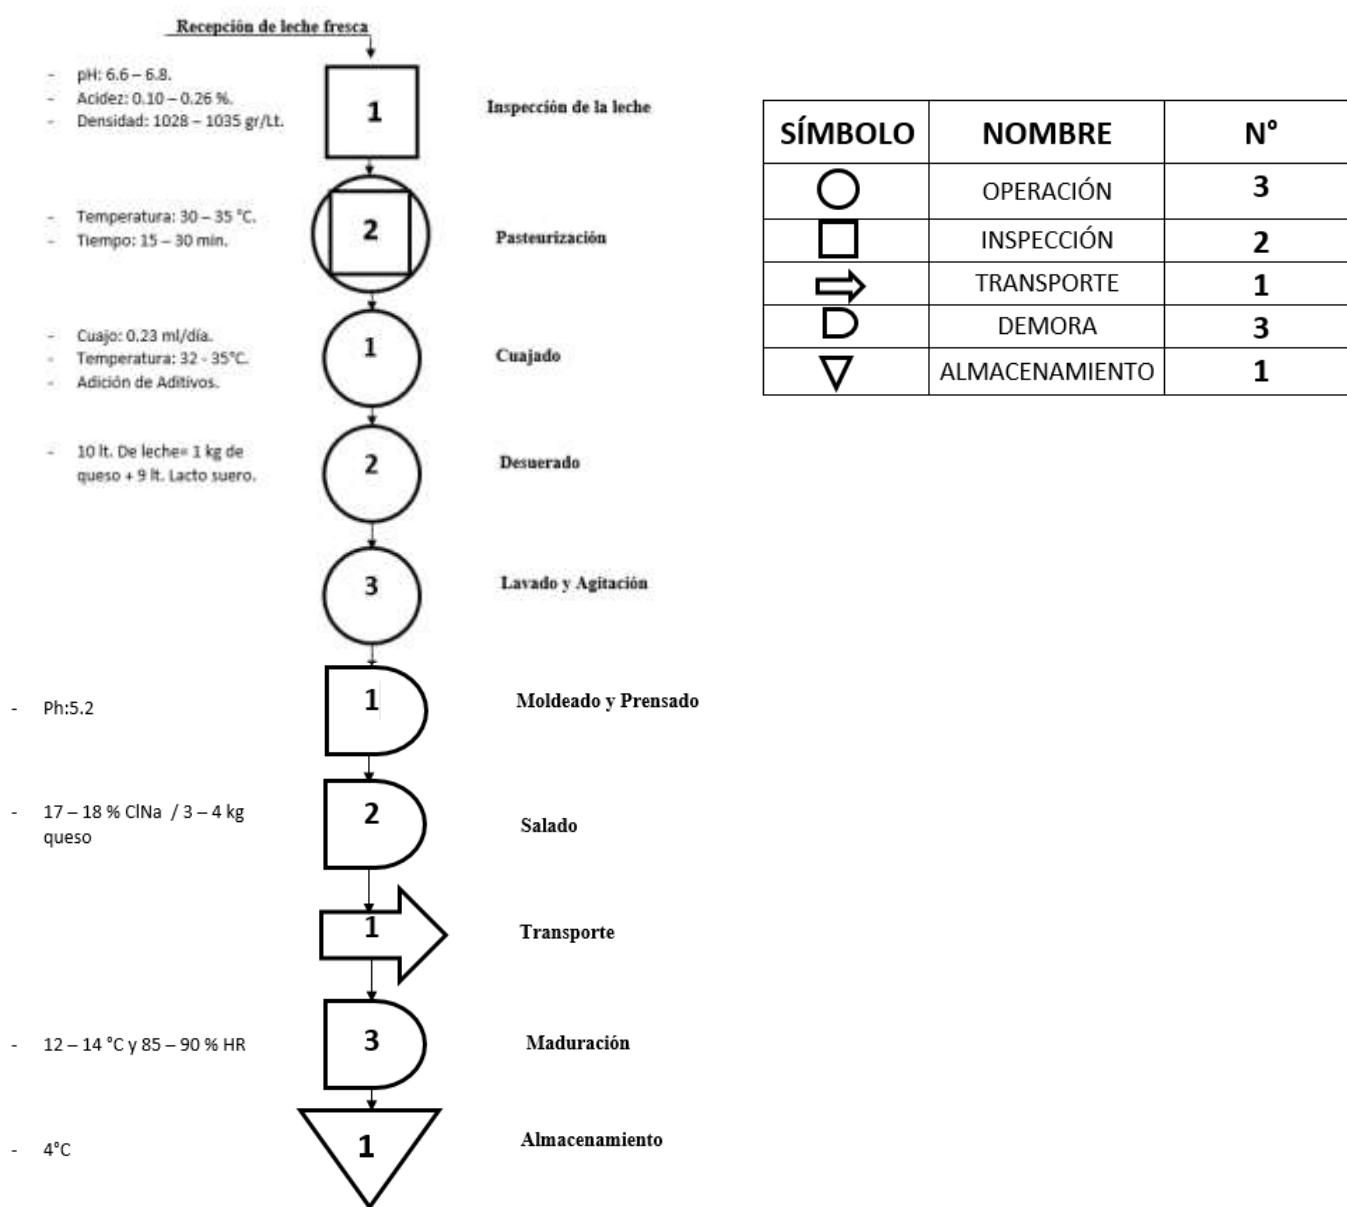 Recepción de leche fresca
- pH: 6.6 – 6.8.
- Acidez: 0.10 – 0.26 %.
- Densidad: 1028 – 1035 gr/Lt.
1
Inspección de la leche
- Temperatura: 30 – 35 °C.
- Tiempo: 15 – 30 min.
2
Pasteurización
- Cuajo: 0.23 ml/día.
- Temperatura: 32 - 35°C.
- Adición de Aditivos.
1
Cuajado
- 10 lt. De leche= 1 kg de
queso + 9 lt. Lacto suero.
2
Desuerado
3
Lavado y Agitación
- Ph:5.2
1
Moldeado y Prensado
- 17 – 18 % ClNa / 3 – 4 kg
queso
2
Salado
1
Transporte
- 12 – 14 °C y 85 – 90 % HR
3
Maduración
- 4°C
1
Almacenamiento
SÍMBOLO NOMBRE N°
OPERACIÓN 3
INSPECCIÓN 2
TRANSPORTE 1
DEMORA 3
ALMACENAMIENTO 1